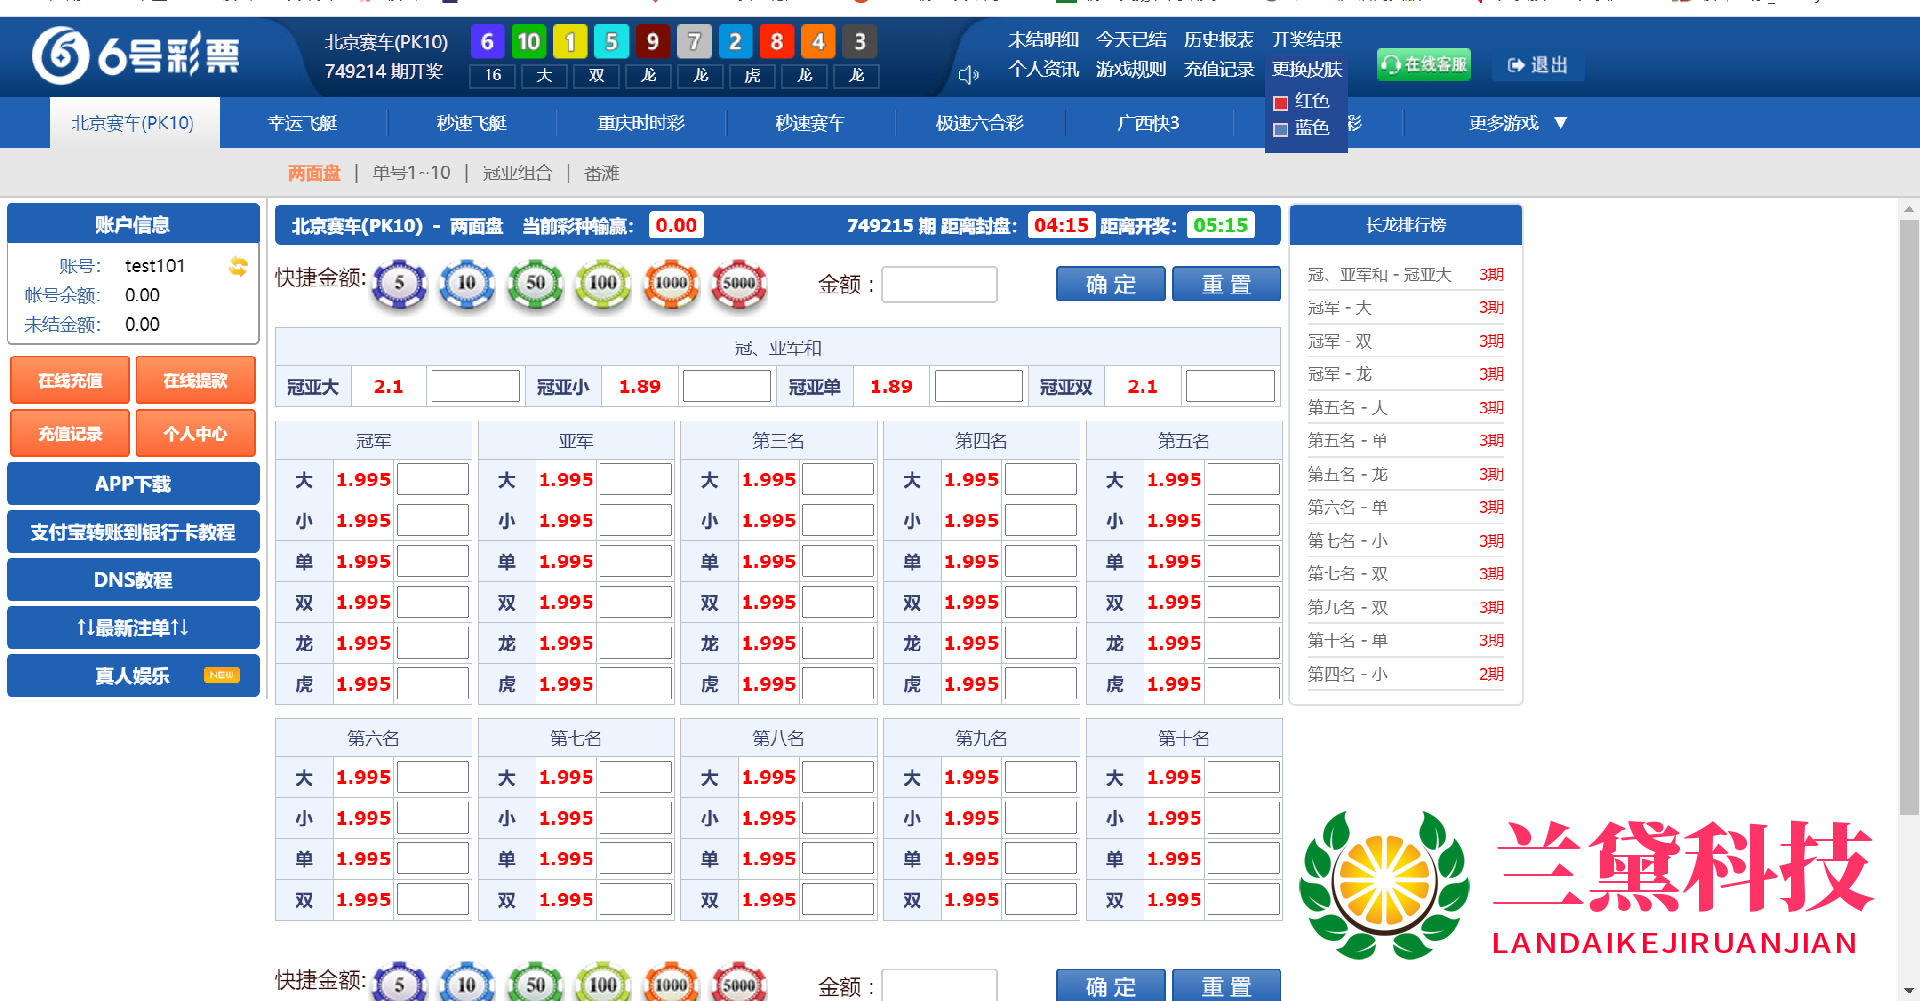 6号彩票
北京赛车(PK10)
749214 期开奖
6 10 1 5 9 7 2 8 4 3
16 大 双 龙 龙 虎 龙 龙
未结明细 今天已结 历史报表 开奖结果
个人资讯 游戏规则 充值记录 更换皮肤
红色
蓝色
在线客服
退出
北京赛车(PK10) 幸运飞艇 秒速飞艇 重庆时时彩 秒速赛车 极速六合彩 广西快3 彩 更多游戏 ▼
两面盘 | 单号1~10 | 冠亚组合 | 番滩
账户信息
账号: test101
帐号余额: 0.00
未结金额: 0.00
在线充值 在线提款
充值记录 个人中心
APP下载
支付宝转账到银行卡教程
DNS教程
↑↓最新注单↑↓
真人娱乐 NEW
北京赛车(PK10) - 两面盘 当前彩种输赢: 0.00 749215 期 距离封盘: 04:15 距离开奖: 05:15
快捷金额: 5 10 50 100 1000 5000 金额 : 确 定 重 置
冠、亚军和
冠亚大 2.1 冠亚小 1.89 冠亚单 1.89 冠亚双 2.1
冠军 亚军 第三名 第四名 第五名
大 1.995 大 1.995 大 1.995 大 1.995 大 1.995
小 1.995 小 1.995 小 1.995 小 1.995 小 1.995
单 1.995 单 1.995 单 1.995 单 1.995 单 1.995
双 1.995 双 1.995 双 1.995 双 1.995 双 1.995
龙 1.995 龙 1.995 龙 1.995 龙 1.995 龙 1.995
虎 1.995 虎 1.995 虎 1.995 虎 1.995 虎 1.995
第六名 第七名 第八名 第九名 第十名
大 1.995 大 1.995 大 1.995 大 1.995 大 1.995
小 1.995 小 1.995 小 1.995 小 1.995 小 1.995
单 1.995 单 1.995 单 1.995 单 1.995 单 1.995
双 1.995 双 1.995 双 1.995 双 1.995 双 1.995
快捷金额: 5 10 50 100 1000 5000 金额 : 确 定 重 置
长龙排行榜
冠、亚军和 - 冠亚大 3期
冠军 - 大 3期
冠军 - 双 3期
冠军 - 龙 3期
第五名 - 大 3期
第五名 - 单 3期
第五名 - 龙 3期
第六名 - 单 3期
第七名 - 小 3期
第七名 - 双 3期
第九名 - 双 3期
第十名 - 单 3期
第四名 - 小 2期
兰黛科技
LANDAIKEJIRUANJIAN